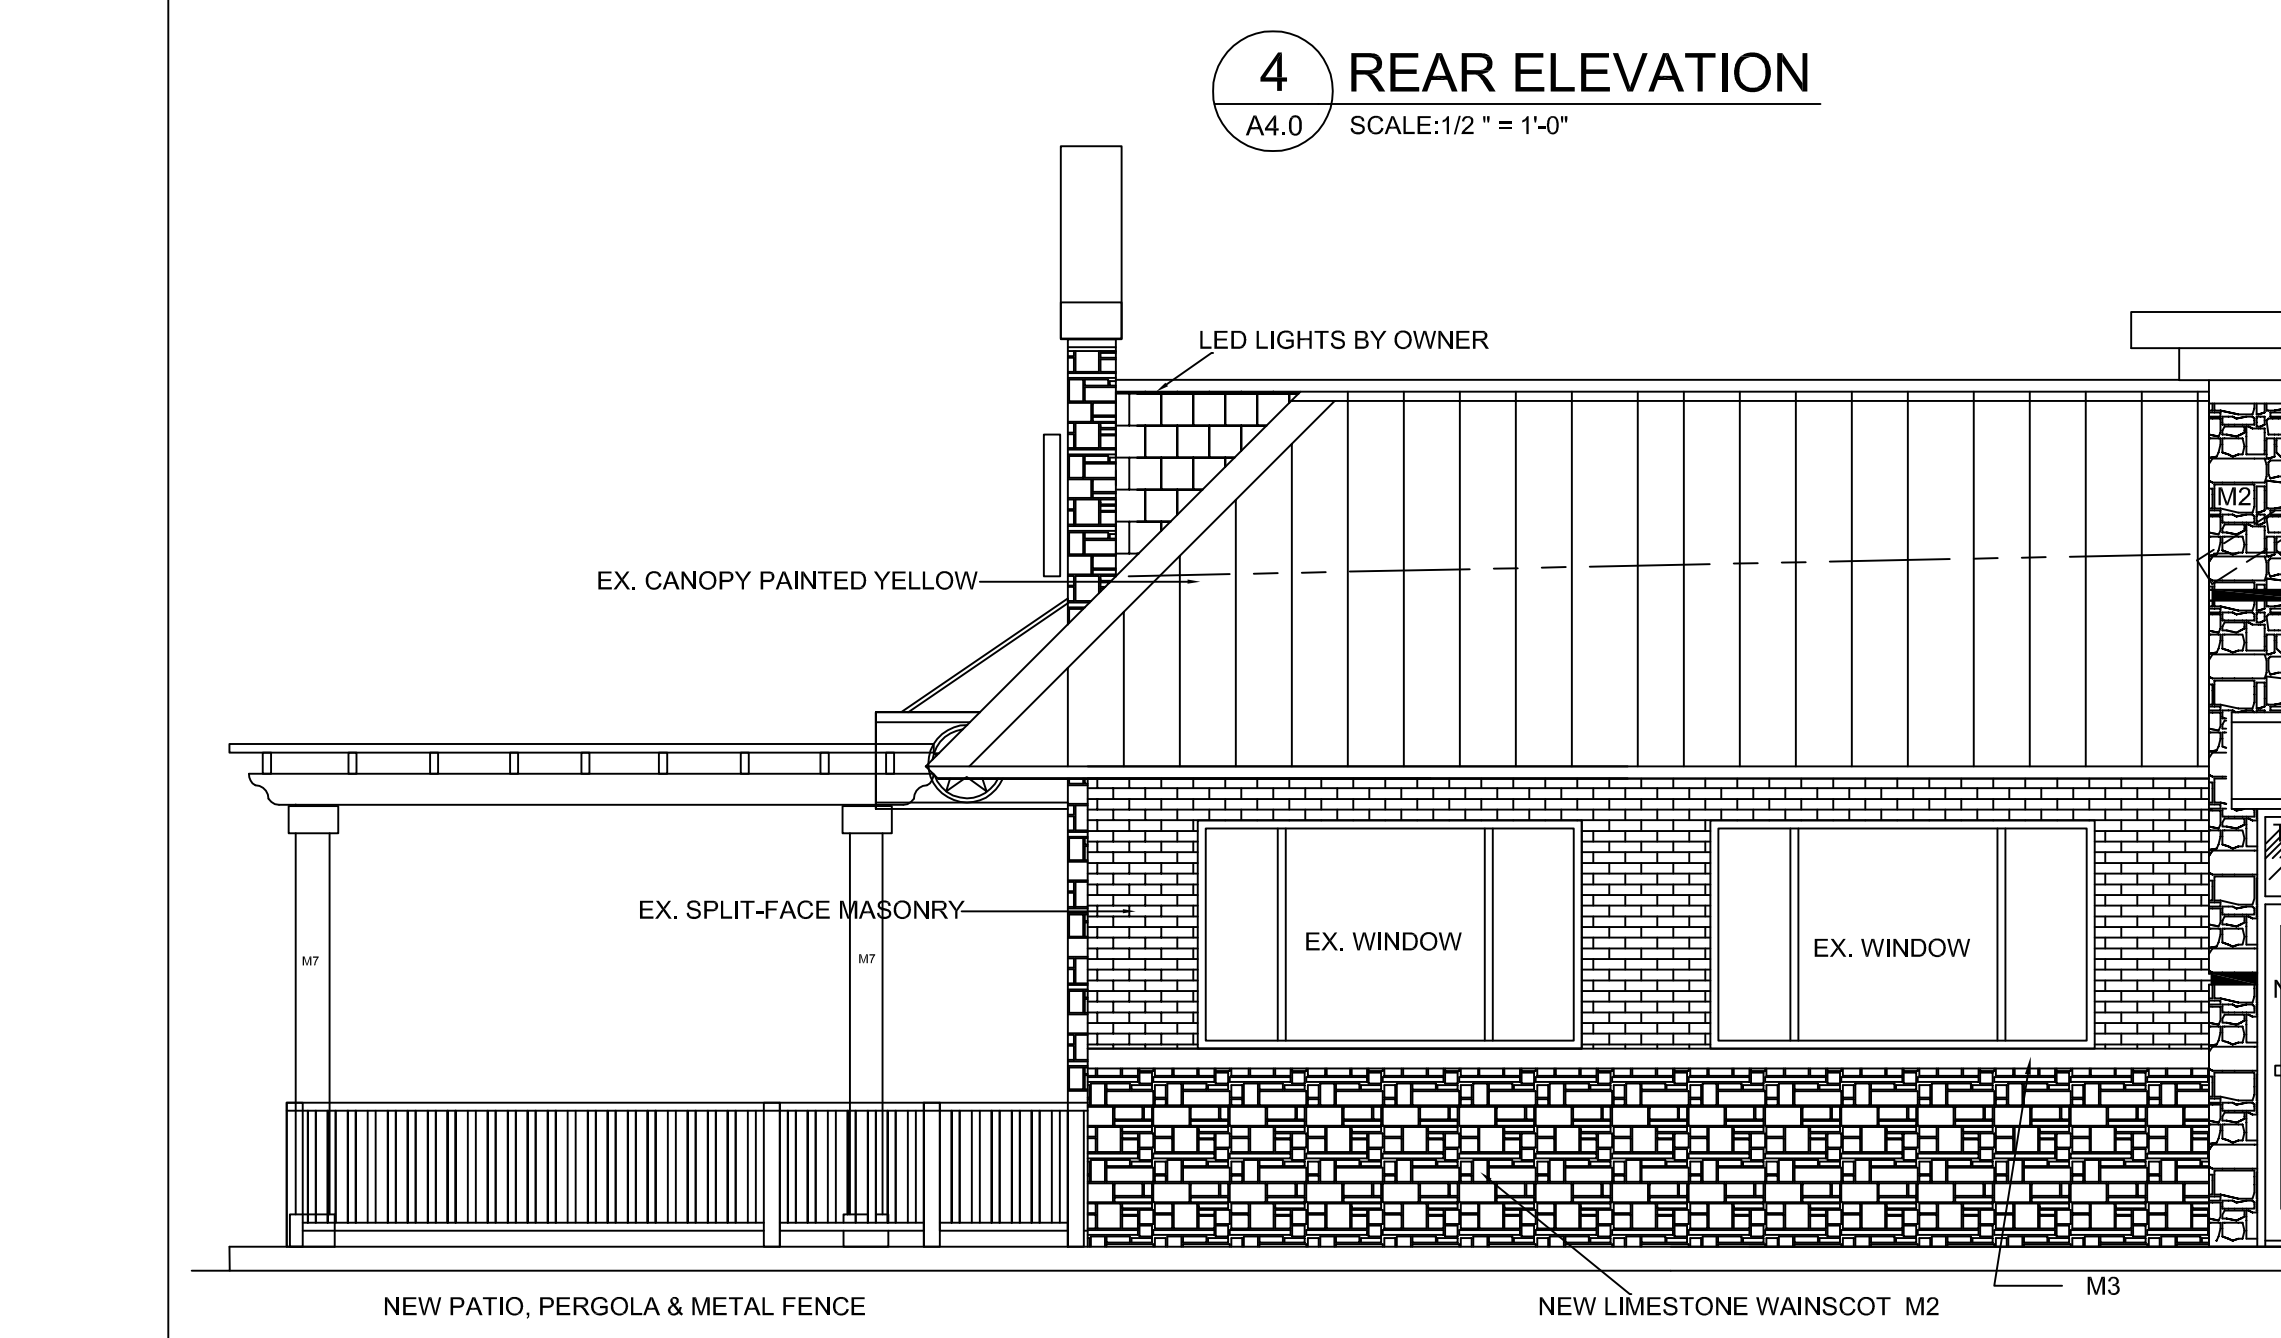 4
REAR ELEVATION
A4.0
SCALE:1/2 " = 1'-0"
LED LIGHTS BY OWNER
M2
EX. CANOPY PAINTED YELLOW
EX. SPLIT-FACE MASONRY
EX. WINDOW
EX. WINDOW
M7
M7
M3
NEW PATIO, PERGOLA & METAL FENCE
NEW LIMESTONE WAINSCOT M2